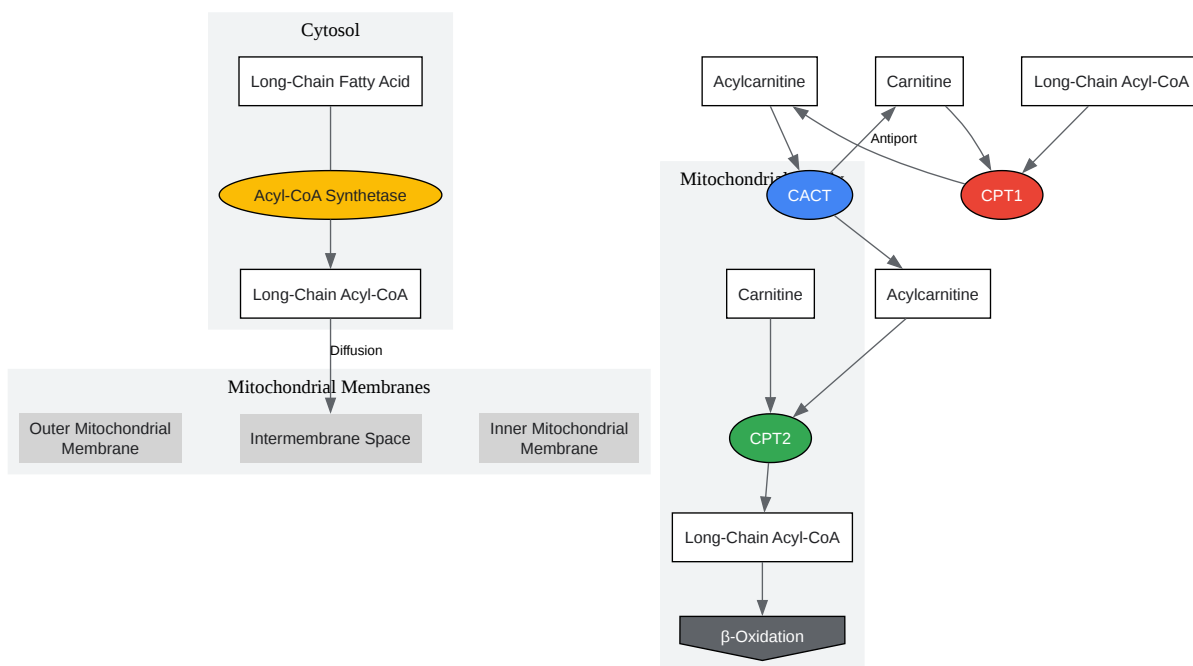 Cytosol
Long-Chain Fatty Acid
Acyl-CoA Synthetase
Long-Chain Acyl-CoA
Diffusion
Mitochondrial Membranes
Outer Mitochondrial
Membrane
Intermembrane Space
Inner Mitochondrial
Membrane
Acylcarnitine
Carnitine
Long-Chain Acyl-CoA
Antiport
Mitochondrial
CACT
CPT1
Carnitine
Acylcarnitine
CPT2
Long-Chain Acyl-CoA
β-Oxidation